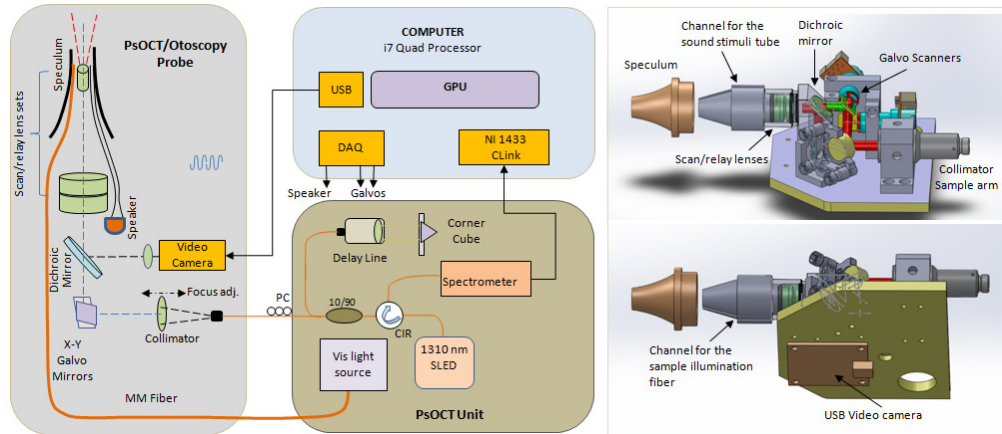 PsOCT/Otoscopy
Probe
Speculum
Scan/relay lens sets
Speaker
Dichroic
Mirror
Video
Camera
Focus adj.
Collimator
X-Y
Galvo
Mirrors
MM Fiber
COMPUTER
i7 Quad Processor
USB
GPU
DAQ
NI 1433
CLink
Speaker
Galvos
Corner
Cube
Delay Line
Spectrometer
PC
10/90
CIR
Vis light
source
1310 nm
SLED
PsOCT Unit
Channel for the
sound stimuli tube
Dichroic
mirror
Speculum
Galvo Scanners
Scan/relay lenses
Collimator
Sample arm
Channel for the
sample illumination
fiber
USB Video camera